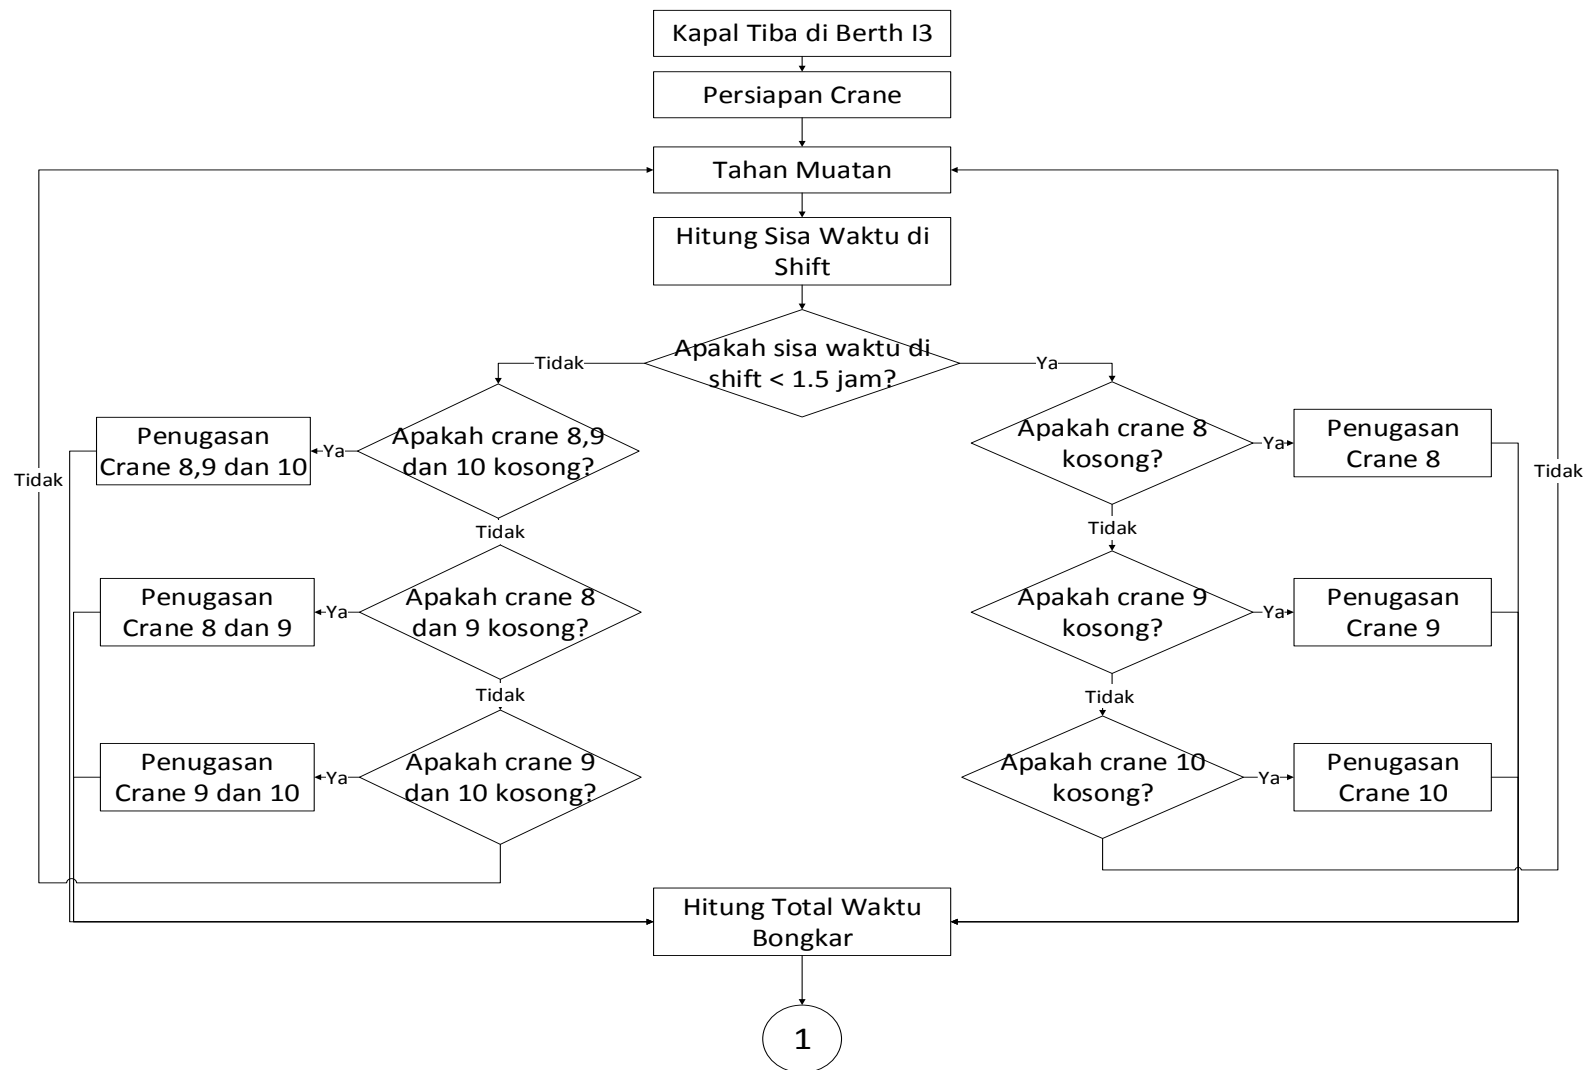 Kapal Tiba di Berth I3
Persiapan Crane
Tahan Muatan
Hitung Sisa Waktu di
Shift
Apakah sisa waktu di
shift < 1.5 jam?
Tidak
Ya
Apakah crane 8,9
dan 10 kosong?
Ya
Penugasan
Crane 8,9 dan 10
Tidak
Tidak
Apakah crane 8
dan 9 kosong?
Ya
Penugasan
Crane 8 dan 9
Tidak
Apakah crane 9
dan 10 kosong?
Ya
Penugasan
Crane 9 dan 10
Apakah crane 8
kosong?
Ya
Penugasan
Crane 8
Tidak
Tidak
Apakah crane 9
kosong?
Ya
Penugasan
Crane 9
Tidak
Apakah crane 10
kosong?
Ya
Penugasan
Crane 10
Hitung Total Waktu
Bongkar
1